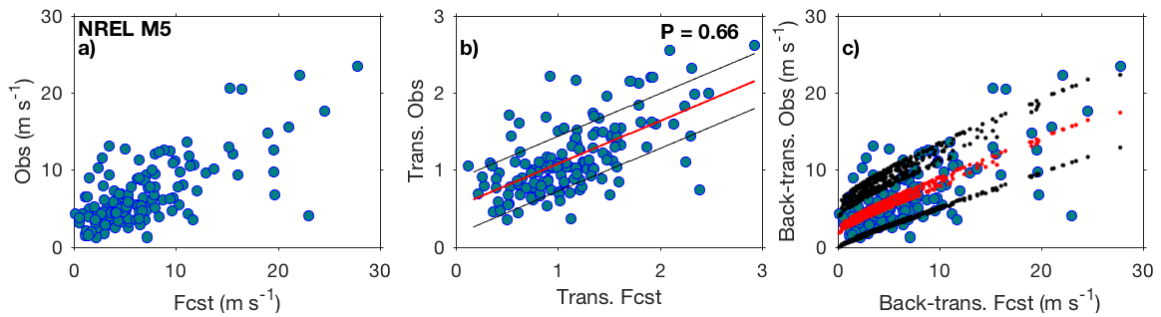 NREL M5
a)
30
20
10
0
0
10
20
30
Obs (m s⁻¹)
Fcst (m s⁻¹)
b)
P = 0.66
3
2
1
0
0
1
2
3
Trans. Obs
Trans. Fcst
c)
30
20
10
0
0
10
20
30
Back-trans. Obs (m s⁻¹)
Back-trans. Fcst (m s⁻¹)